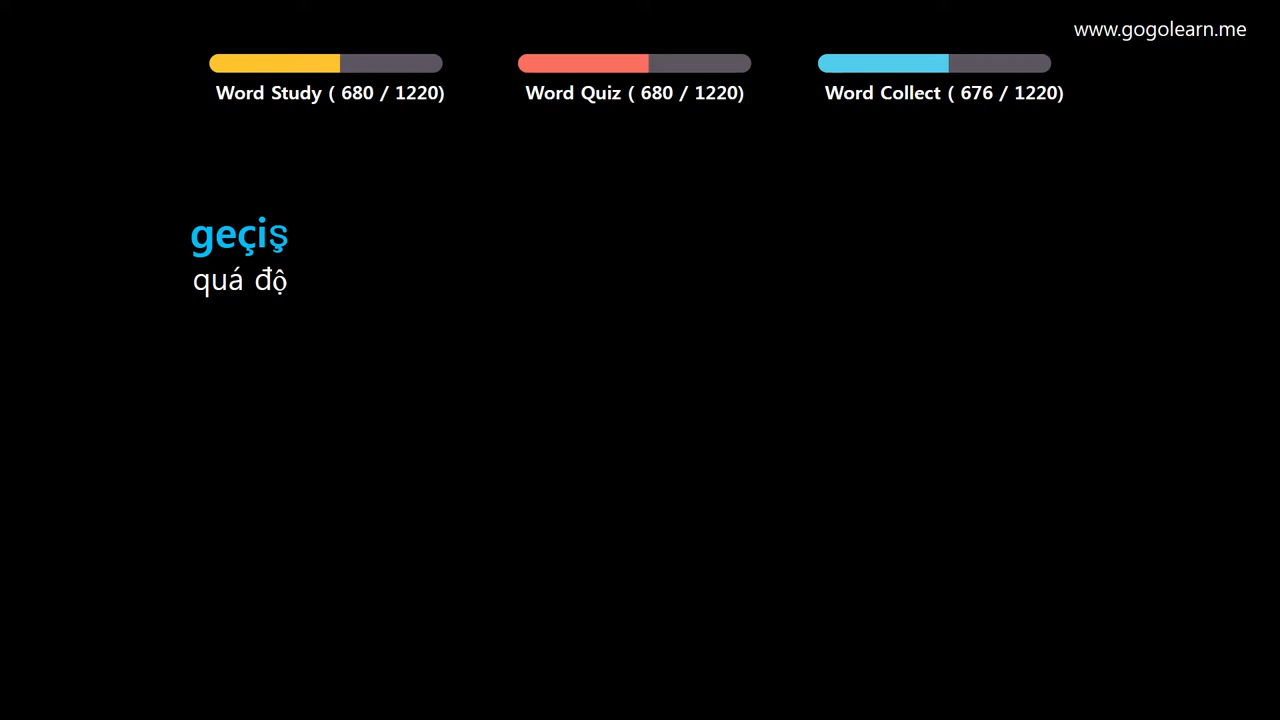 www.gogolearn.me
Word Study ( 680 / 1220)
Word Quiz ( 680 / 1220)
Word Collect ( 676 / 1220)
geçiş
quá độ